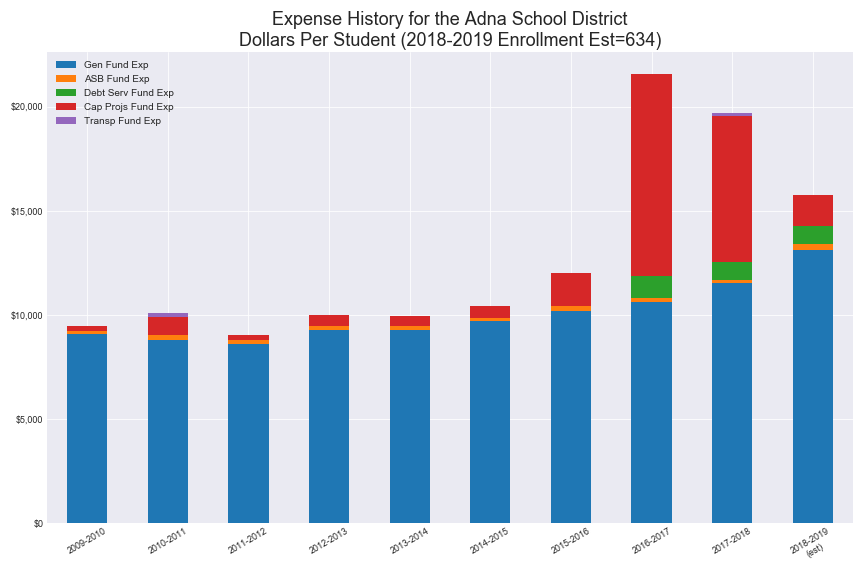 Expense History for the Adna School District
Dollars Per Student (2018-2019 Enrollment Est=634)
Gen Fund Exp
ASB Fund Exp
Debt Serv Fund Exp
Cap Projs Fund Exp
Transp Fund Exp
$20,000
$15,000
$10,000
$5,000
$0
2009-2010
2010-2011
2011-2012
2012-2013
2013-2014
2014-2015
2015-2016
2016-2017
2017-2018
2018-2019
(est)